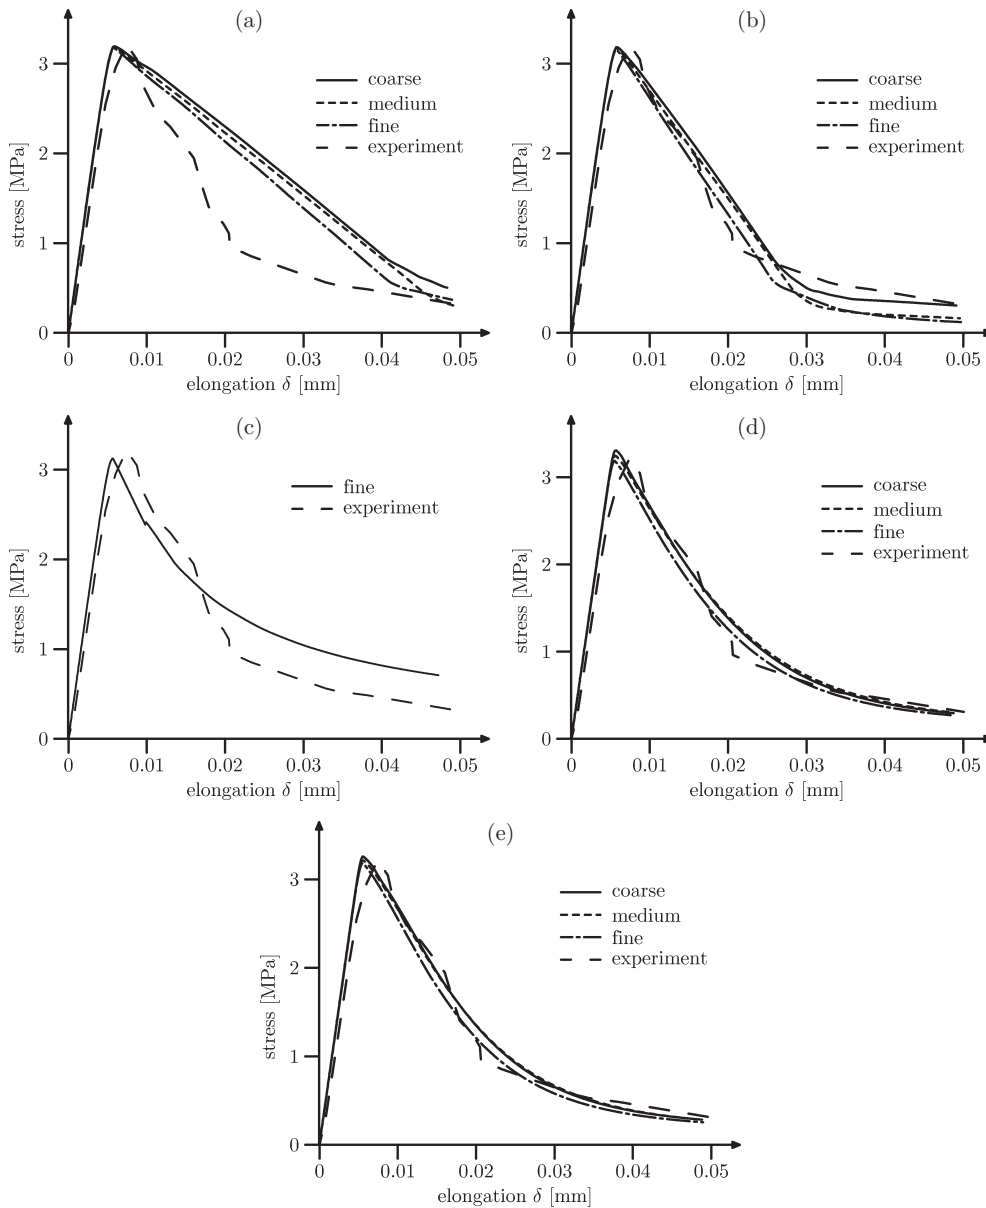 (a)
stress [MPa]
3
2
1
0
coarse
medium
fine
experiment
0 0.01 0.02 0.03 0.04 0.05
elongation δ [mm]
(b)
stress [MPa]
3
2
1
0
coarse
medium
fine
experiment
0 0.01 0.02 0.03 0.04 0.05
elongation δ [mm]
(c)
stress [MPa]
3
2
1
0
fine
experiment
0 0.01 0.02 0.03 0.04 0.05
elongation δ [mm]
(d)
stress [MPa]
3
2
1
0
coarse
medium
fine
experiment
0 0.01 0.02 0.03 0.04 0.05
elongation δ [mm]
(e)
stress [MPa]
3
2
1
0
coarse
medium
fine
experiment
0 0.01 0.02 0.03 0.04 0.05
elongation δ [mm]